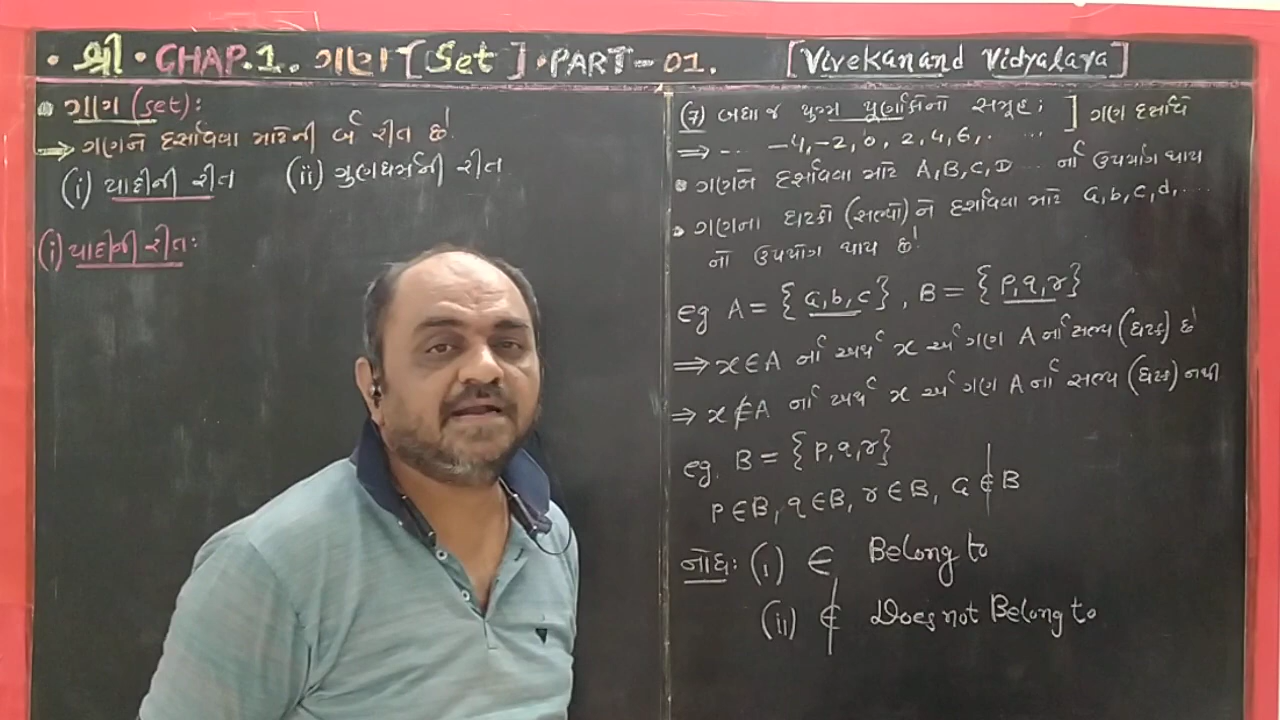 • શ્રી • CHAP.1. ગણ [Set] • PART-01.
[Vivekanand Vidyalaya]
• ગણ (set):
⇒ ગણને દર્શાવવા માટેની બે રીત છે.
(i) યાદીની રીત (ii) ગુણધર્મની રીત
(i) યાદીની રીત:
(7) બધા જ યુગ્મ પૂર્ણાંકોનો સમૂહ: ] ગણ દર્શાવે
⇒ ... -4, -2, 0, 2, 4, 6, ... ...
• ગણને દર્શાવવા માટે A, B, C, D ... નો ઉપયોગ થાય
• ગણના ઘટકો (સભ્યો) ને દર્શાવવા માટે a, b, c, d, ....
નો ઉપયોગ થાય છે.
eg A = {a, b, c}, B = {p, q, r}
⇒ x ∈ A નો અર્થ x એ ગણ A નો સભ્ય (ઘટક) છે
⇒ x ∉ A નો અર્થ x એ ગણ A નો સભ્ય (ઘટક) નથી
eg. B = {p, q, r}
p ∈ B, q ∈ B, r ∈ B, a ∉ B
નોંધ: (i) ∈ Belong to
(ii) ∉ Does not Belong to